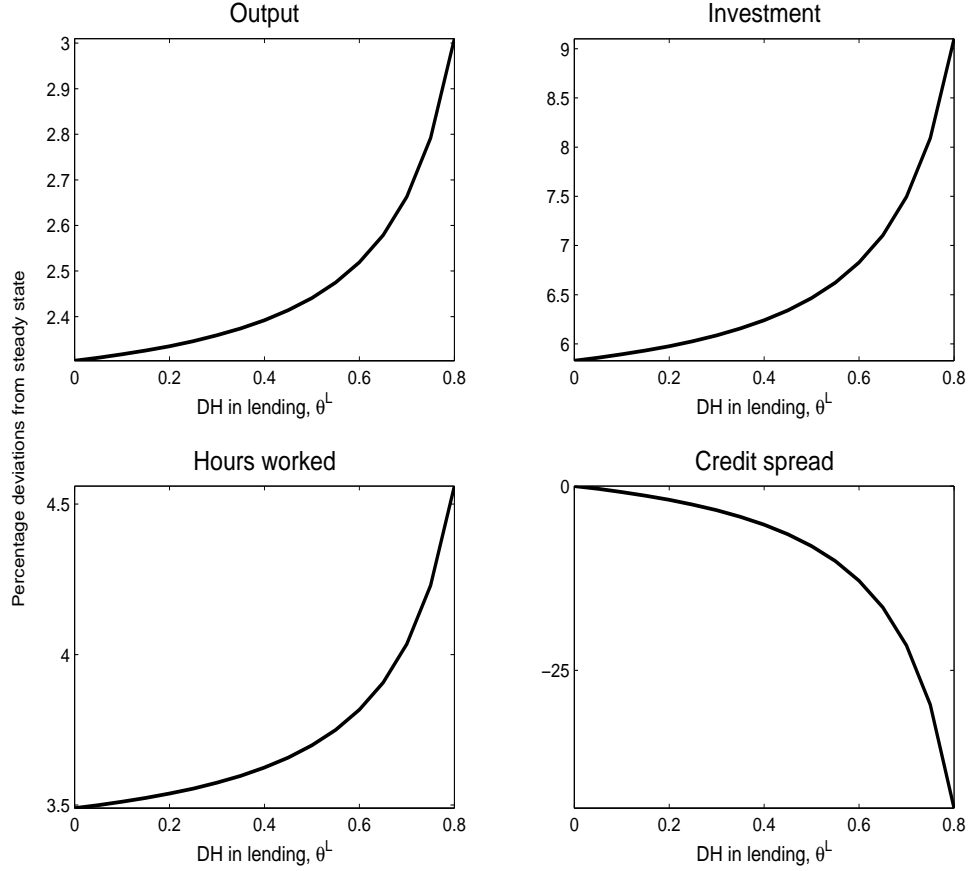 Output
3
2.9
2.8
2.7
2.6
2.5
2.4
0 0.2 0.4 0.6 0.8
DH in lending, θ^L
Investment
9
8.5
8
7.5
7
6.5
6
0 0.2 0.4 0.6 0.8
DH in lending, θ^L
Percentage deviations from steady state
Hours worked
4.5
4
3.5
0 0.2 0.4 0.6 0.8
DH in lending, θ^L
Credit spread
0
−25
0 0.2 0.4 0.6 0.8
DH in lending, θ^L